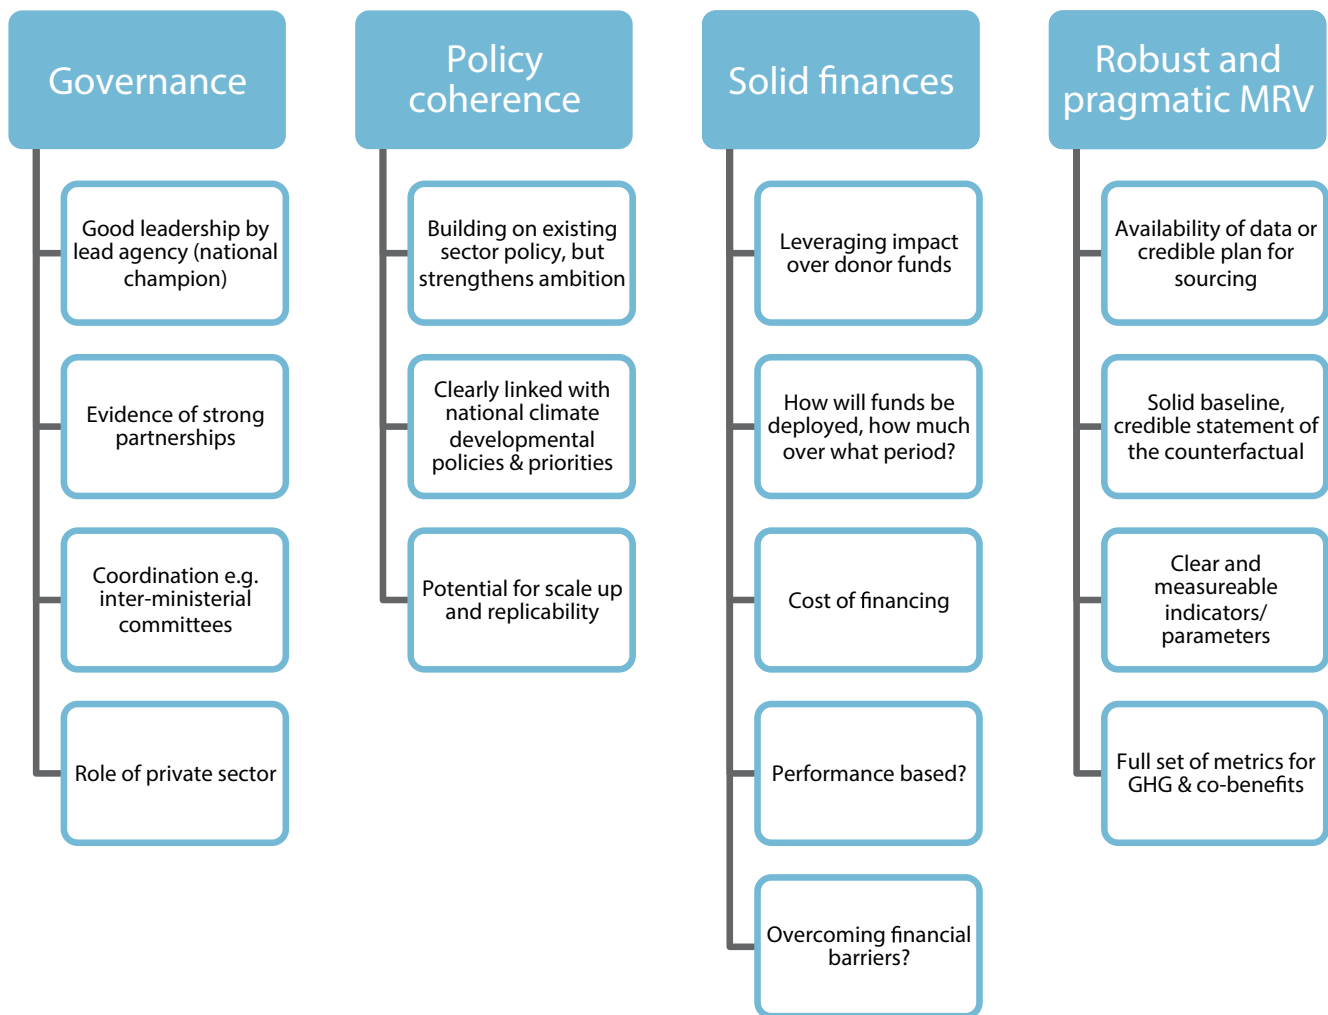 Governance
Good leadership by
lead agency (national
champion)
Evidence of strong
partnerships
Coordination e.g.
inter-ministerial
committees
Role of private sector
Policy
coherence
Building on existing
sector policy, but
strengthens ambition
Clearly linked with
national climate
developmental
policies & priorities
Potential for scale up
and replicability
Solid finances
Leveraging impact
over donor funds
How will funds be
deployed, how much
over what period?
Cost of financing
Performance based?
Overcoming financial
barriers?
Robust and
pragmatic MRV
Availability of data or
credible plan for
sourcing
Solid baseline,
credible statement of
the counterfactual
Clear and
measureable
indicators/
parameters
Full set of metrics for
GHG & co-benefits